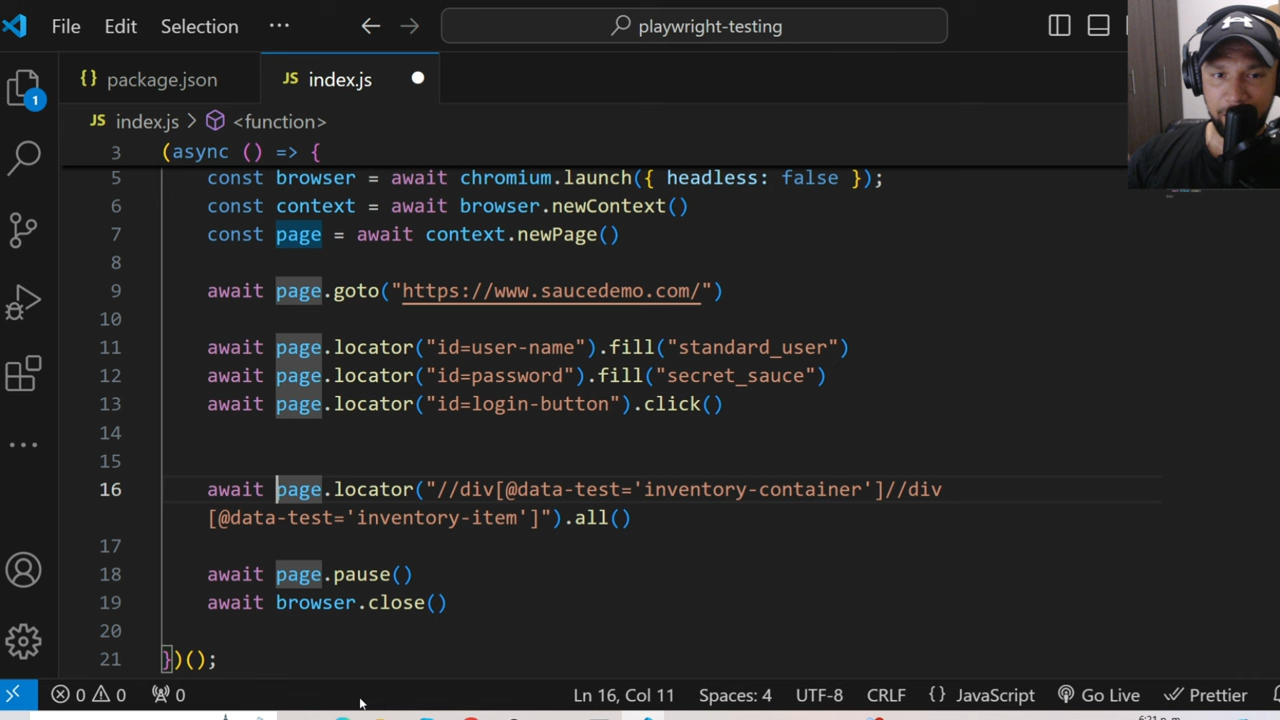 File Edit Selection ··· playwright-testing
package.json index.js
index.js > <function>
1
3 (async () => {
5 const browser = await chromium.launch({ headless: false });
6 const context = await browser.newContext()
7 const page = await context.newPage()
8
9 await page.goto("https://www.saucedemo.com/")
10
11 await page.locator("id=user-name").fill("standard_user")
12 await page.locator("id=password").fill("secret_sauce")
13 await page.locator("id=login-button").click()
14
15
16 await page.locator("//div[@data-test='inventory-container']//div
[@data-test='inventory-item']").all()
17
18 await page.pause()
19 await browser.close()
20
21 })();
0 0 0 Ln 16, Col 11 Spaces: 4 UTF-8 CRLF {} JavaScript Go Live Prettier